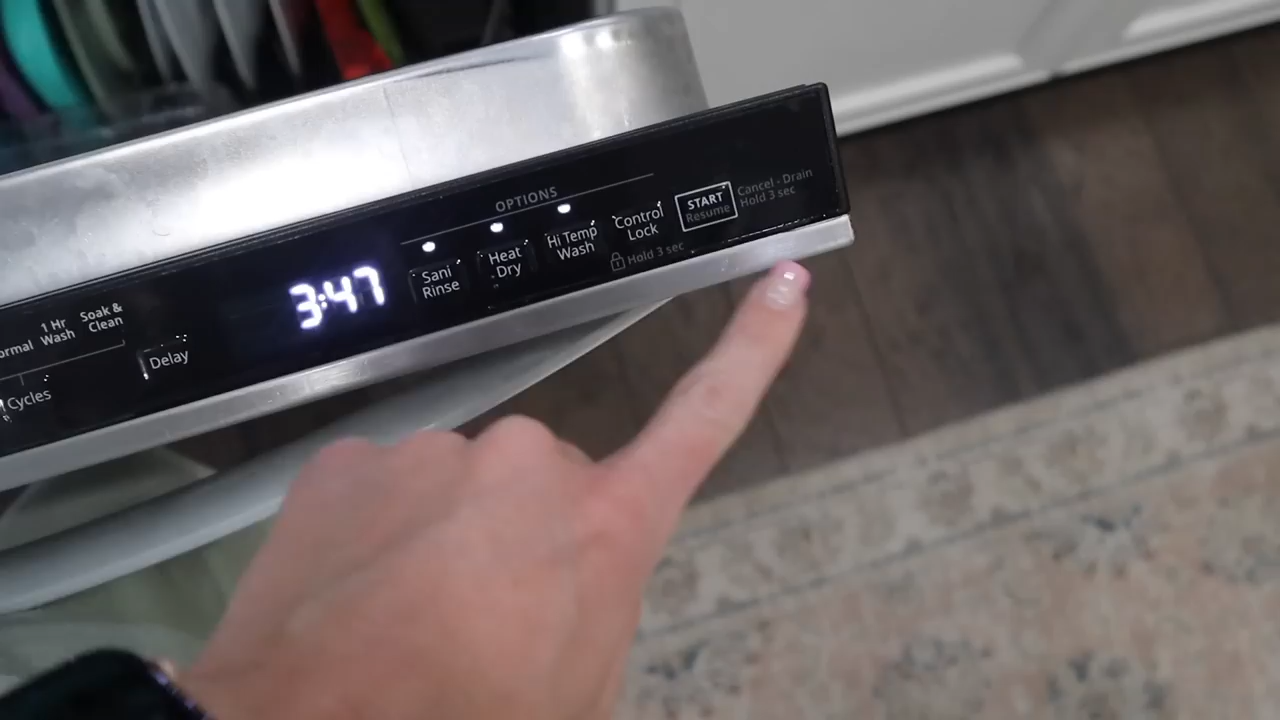 OPTIONS
Cancel - Drain
Hold 3 sec
START
Resume
Control
Lock
Hold 3 sec
Hi Temp
Wash
Heat
Dry
Sani
Rinse
3:47
Soak &
Clean
1 Hr
Wash
Delay
Cycles